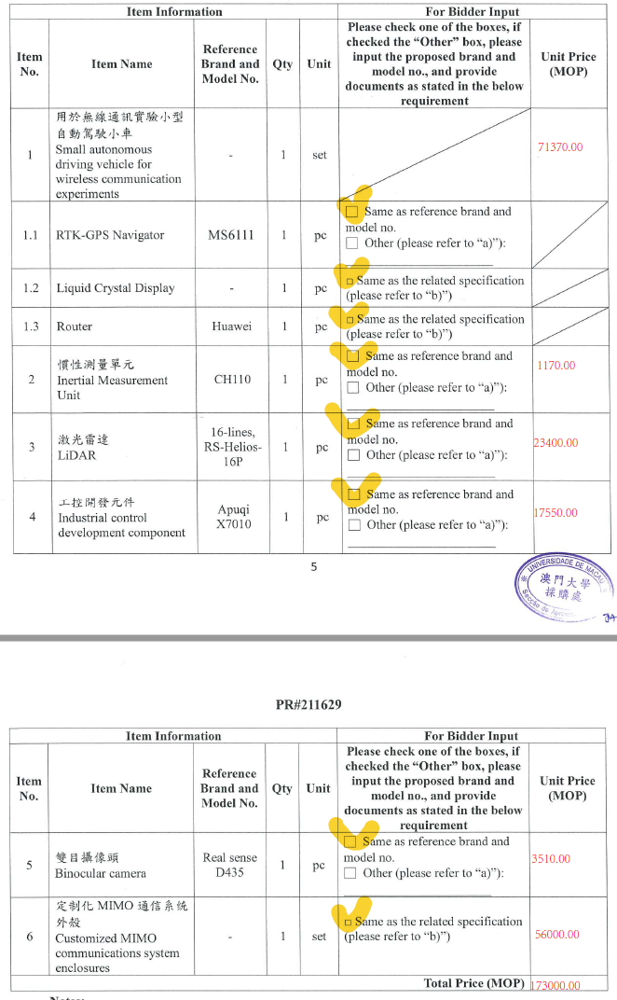 Item Information For Bidder Input
Item No. Item Name Reference Brand and Model No. Qty Unit Please check one of the boxes, if checked the “Other” box, please input the proposed brand and model no., and provide documents as stated in the below requirement Unit Price (MOP)
1 用於無線通訊實驗小型 - 1 set 71370.00
自動駕駛小車
Small autonomous
driving vehicle for
wireless communication
experiments
1.1 RTK-GPS Navigator MS6111 1 pc □ Same as reference brand and
model no.
□ Other (please refer to “a)”):
1.2 Liquid Crystal Display - 1 pc □ Same as the related specification
(please refer to “b)”)
1.3 Router Huawei 1 pc □ Same as the related specification
(please refer to “b)”)
2 慣性測量單元 CH110 1 pc □ Same as reference brand and 1170.00
Inertial Measurement model no.
Unit □ Other (please refer to “a)”):
3 激光雷達 16-lines, 1 pc □ Same as reference brand and 23400.00
LiDAR RS-Helios- model no.
16P □ Other (please refer to “a)”):
4 工控開發元件 Apuqi 1 pc □ Same as reference brand and 17550.00
Industrial control X7010 model no.
development component □ Other (please refer to “a)”):
5
UNIVERSIDADE DE MACAU
澳門大學
採購處
PR#211629
Item Information For Bidder Input
Item No. Item Name Reference Brand and Model No. Qty Unit Please check one of the boxes, if checked the “Other” box, please input the proposed brand and model no., and provide documents as stated in the below requirement Unit Price (MOP)
5 雙目攝像頭 Real sense 1 pc □ Same as reference brand and 3510.00
Binocular camera D435 model no.
□ Other (please refer to “a)”):
6 定制化 MIMO 通信系統 - 1 set □ Same as the related specification 56000.00
外殼 (please refer to “b)”)
Customized MIMO
communications system
enclosures
Total Price (MOP) 173000.00